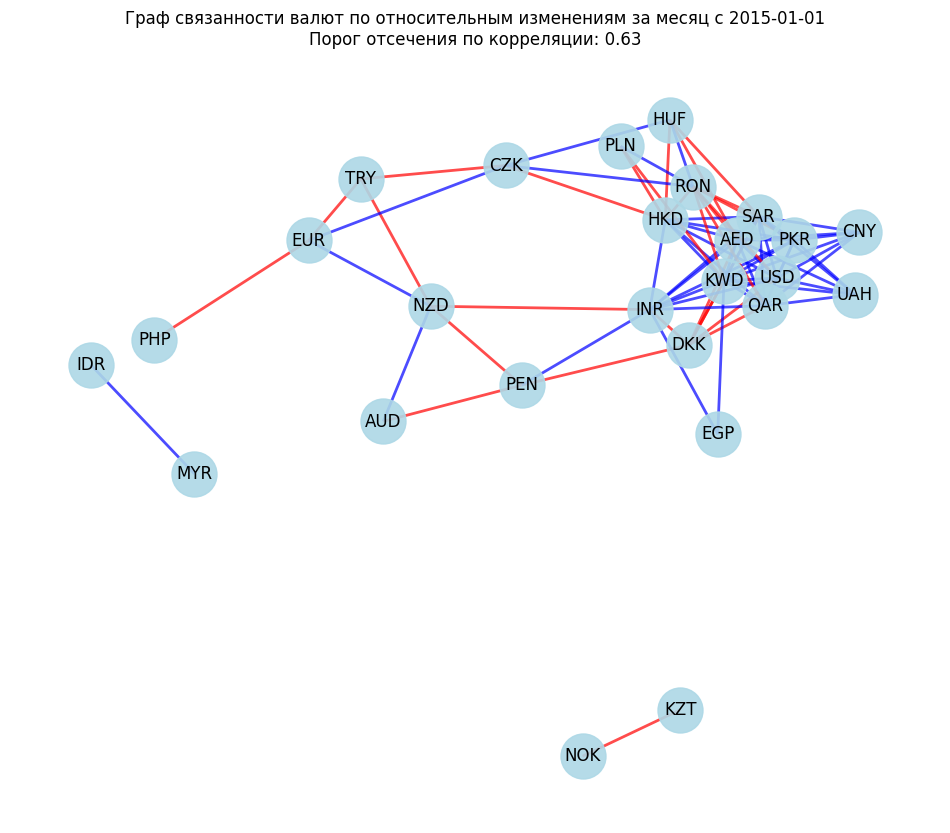 Граф связанности валют по относительным изменениям за месяц с 2015-01-01
Порог отсечения по корреляции: 0.63
HUF
PLN
CZK
TRY
RON
SAR
HKD
CNY
EUR
AED
PKR
USD
KWD
UAH
NZD
QAR
INR
PHP
DKK
IDR
PEN
AUD
EGP
MYR
KZT
NOK